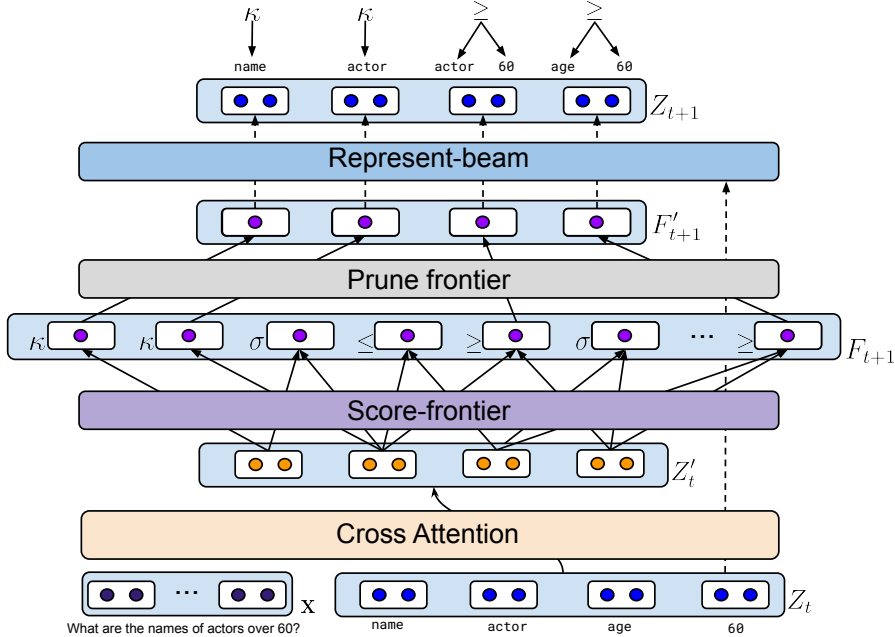 κ κ ≥ ≥
name actor actor 60 age 60
Z_{t+1}
Represent-beam
F'_{t+1}
Prune frontier
κ κ σ ≤ ≥ σ ... ≥ F_{t+1}
Score-frontier
Z'_t
Cross Attention
... x Z_t
What are the names of actors over 60? name actor age 60